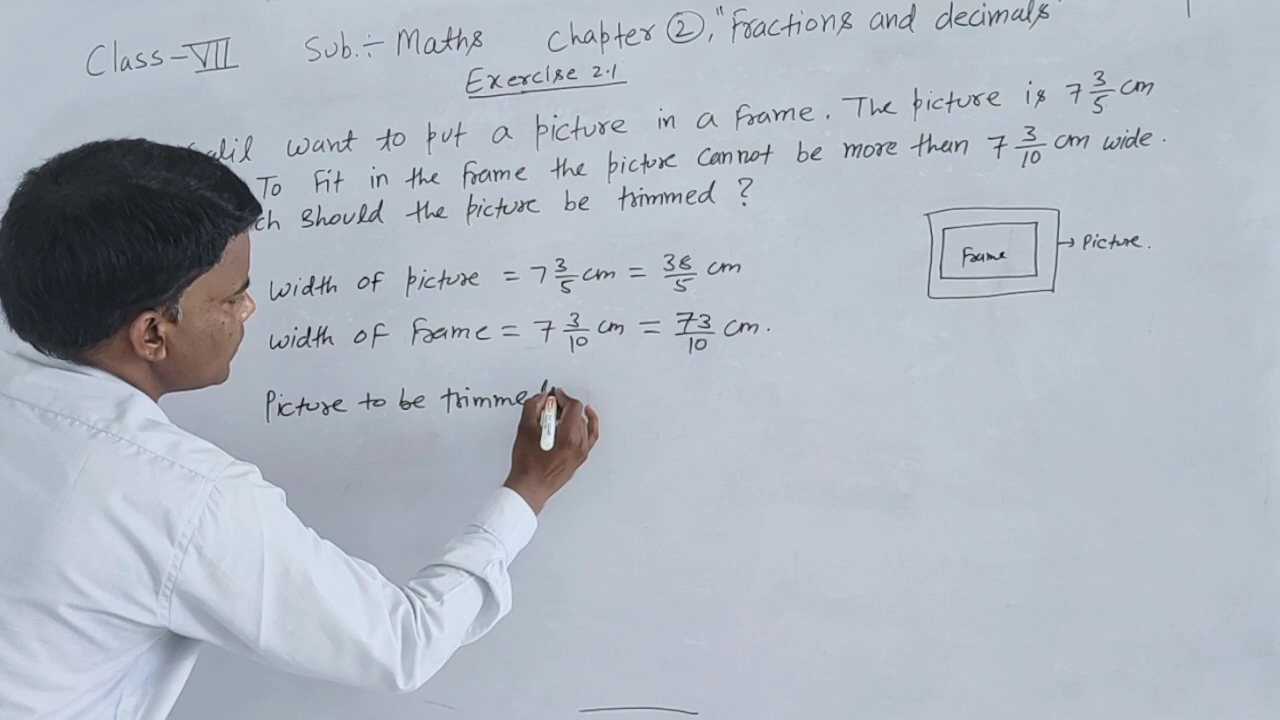 Class-VII Sub.÷ Maths Chapter ②, "Fractions and decimals
Exercise 2.1
want to put a picture in a frame. The picture is 7 3/5 cm
To Fit in the frame the picture cannot be more than 7 3/10 cm wide.
should the picture be trimmed ?
Frame → Picture.
width of picture = 7 3/5 cm = 38/5 cm
width of Frame = 7 3/10 cm = 73/10 cm.
Picture to be trimmed